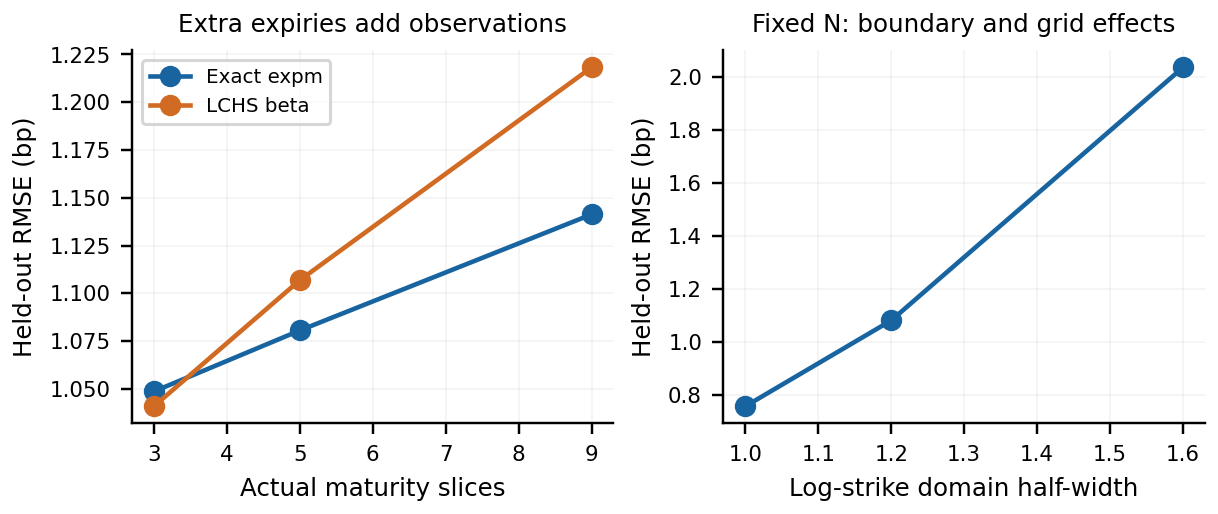 Extra expiries add observations
Held-out RMSE (bp)
1.225
1.200
1.175
1.150
1.125
1.100
1.075
1.050
Exact expm
LCHS beta
3 4 5 6 7 8 9
Actual maturity slices
Fixed N: boundary and grid effects
Held-out RMSE (bp)
2.0
1.8
1.6
1.4
1.2
1.0
0.8
1.0 1.1 1.2 1.3 1.4 1.5 1.6
Log-strike domain half-width